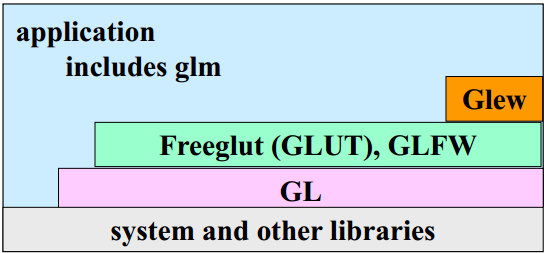 application
includes glm
Glew
Freeglut (GLUT), GLFW
GL
system and other libraries